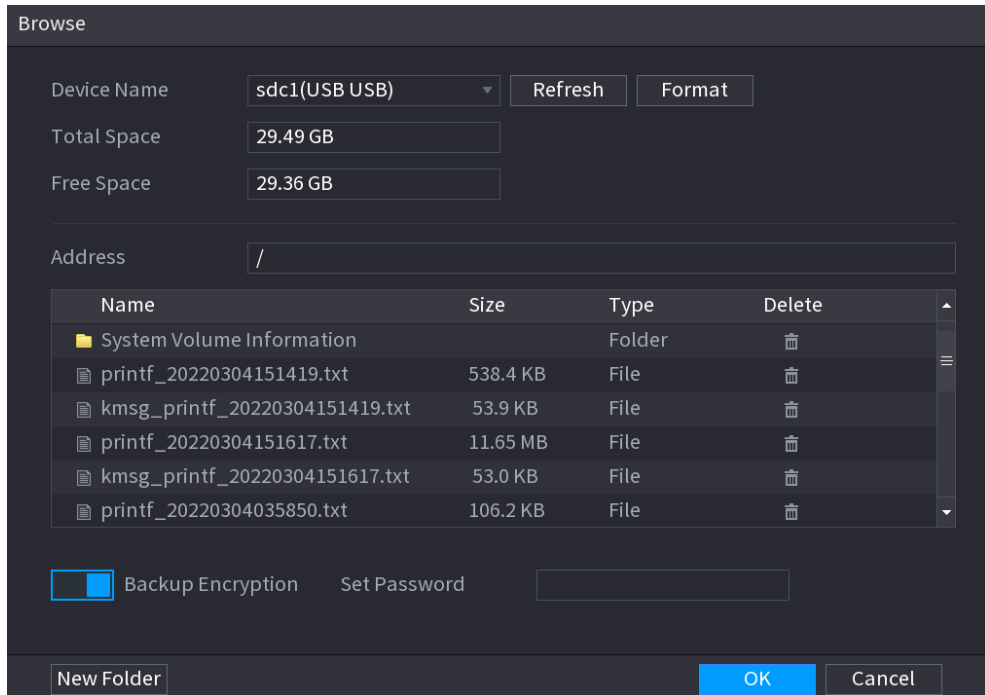 Browse
Device Name sdc1(USB USB) Refresh Format
Total Space 29.49 GB
Free Space 29.36 GB
Address /
Name Size Type Delete
System Volume Information Folder
printf_20220304151419.txt 538.4 KB File
kmsg_printf_20220304151419.txt 53.9 KB File
printf_20220304151617.txt 11.65 MB File
kmsg_printf_20220304151617.txt 53.0 KB File
printf_20220304035850.txt 106.2 KB File
Backup Encryption Set Password
New Folder OK Cancel